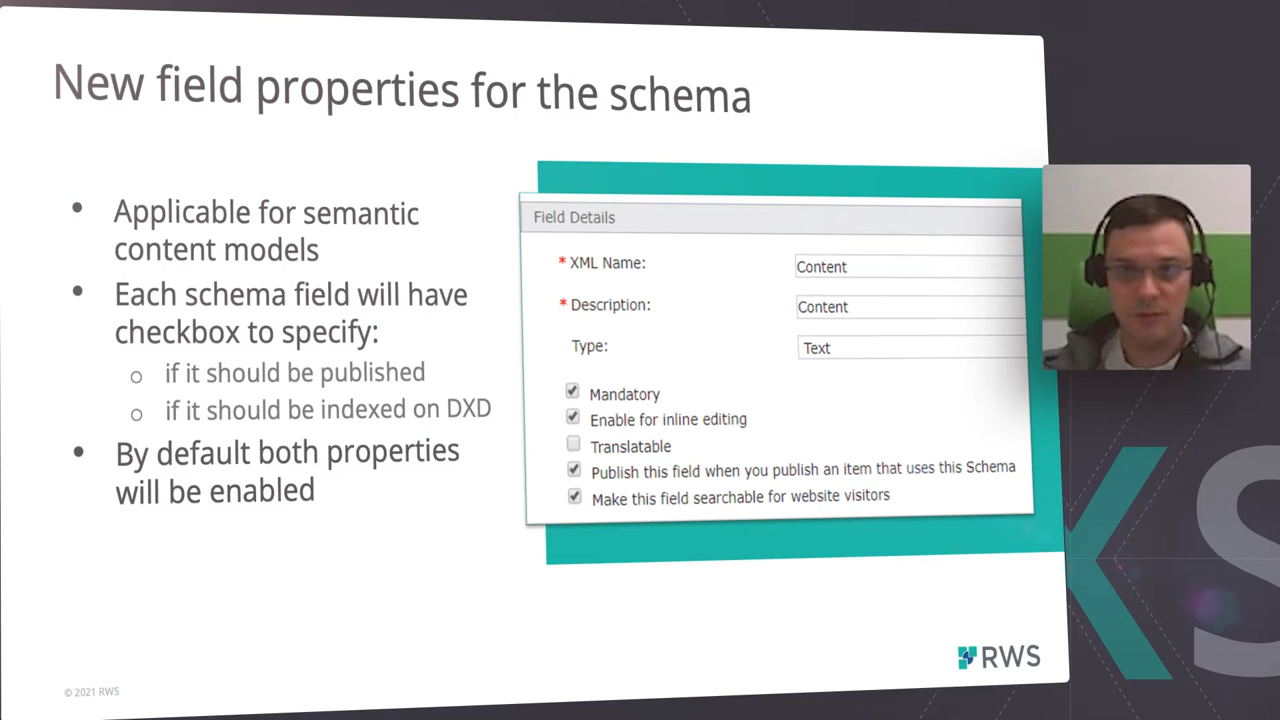 New field properties for the schema
• Applicable for semantic
content models
• Each schema field will have
checkbox to specify:
o if it should be published
o if it should be indexed on DXD
• By default both properties
will be enabled
Field Details
* XML Name: Content
* Description: Content
Type: Text
Mandatory
Enable for inline editing
Translatable
Publish this field when you publish an item that uses this Schema
Make this field searchable for website visitors
RWS
© 2021 RWS
KS